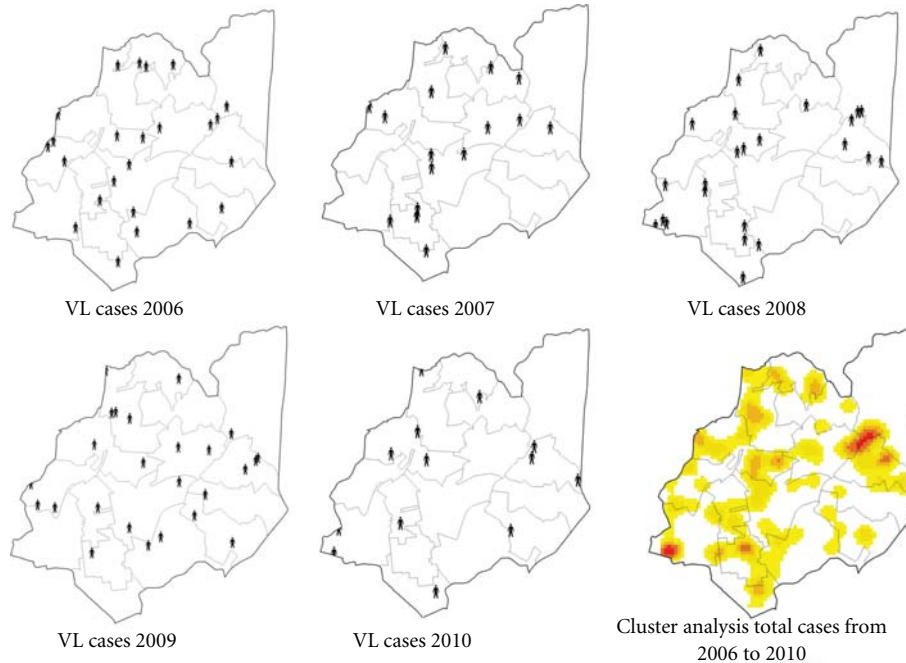 VL cases 2006
VL cases 2007
VL cases 2008
VL cases 2009
VL cases 2010
Cluster analysis total cases from
2006 to 2010